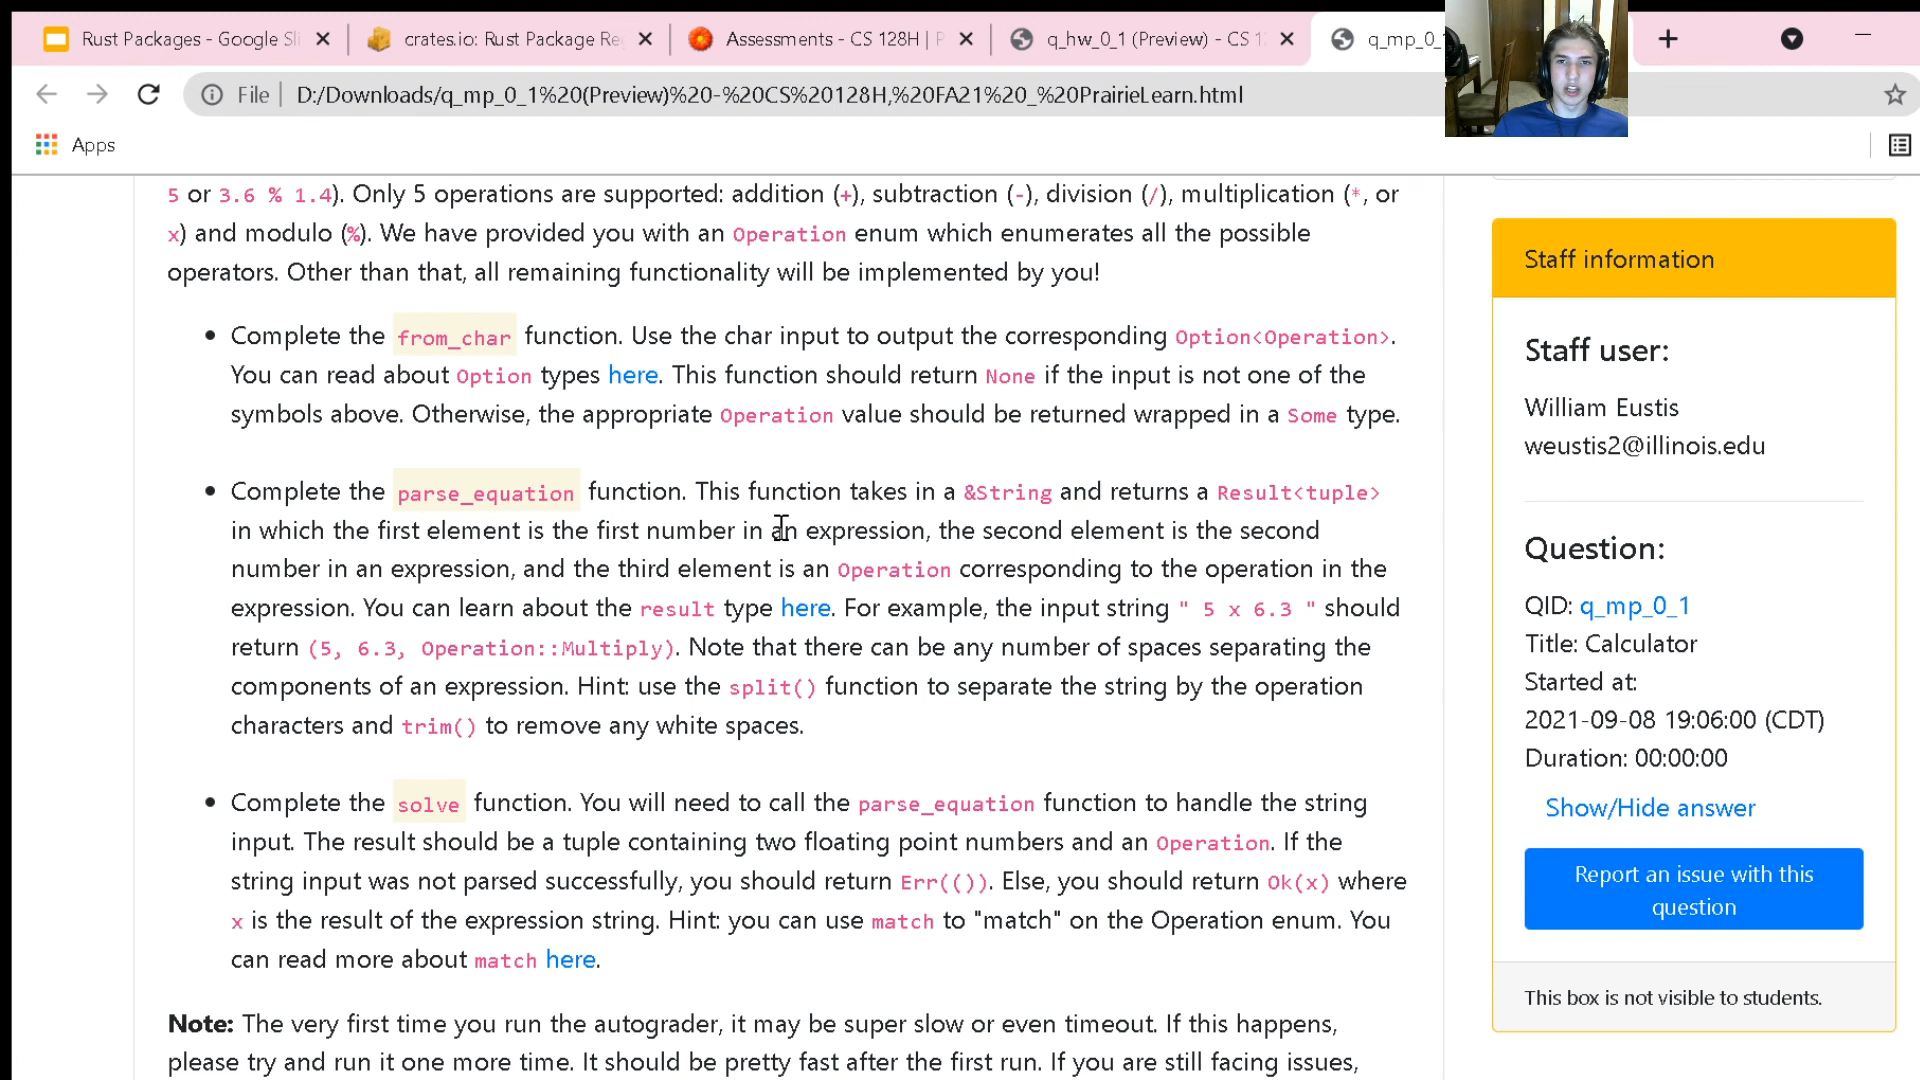 Rust Packages - Google Sli
crates.io: Rust Package Re
Assessments - CS 128H | P
q_hw_0_1 (Preview) - CS 1
q_mp_0_
File
D:/Downloads/q_mp_0_1%20(Preview)%20-%20CS%20128H,%20FA21%20_%20PrairieLearn.html
Apps
5 or 3.6 % 1.4). Only 5 operations are supported: addition (+), subtraction (-), division (/), multiplication (*, or
x) and modulo (%). We have provided you with an Operation enum which enumerates all the possible
operators. Other than that, all remaining functionality will be implemented by you!
• Complete the from_char function. Use the char input to output the corresponding Option<Operation>.
You can read about Option types here. This function should return None if the input is not one of the
symbols above. Otherwise, the appropriate Operation value should be returned wrapped in a Some type.
• Complete the parse_equation function. This function takes in a &String and returns a Result<tuple>
in which the first element is the first number in an expression, the second element is the second
number in an expression, and the third element is an Operation corresponding to the operation in the
expression. You can learn about the result type here. For example, the input string " 5 x 6.3 " should
return (5, 6.3, Operation::Multiply). Note that there can be any number of spaces separating the
components of an expression. Hint: use the split() function to separate the string by the operation
characters and trim() to remove any white spaces.
• Complete the solve function. You will need to call the parse_equation function to handle the string
input. The result should be a tuple containing two floating point numbers and an Operation. If the
string input was not parsed successfully, you should return Err(()). Else, you should return Ok(x) where
x is the result of the expression string. Hint: you can use match to "match" on the Operation enum. You
can read more about match here.
Note: The very first time you run the autograder, it may be super slow or even timeout. If this happens,
please try and run it one more time. It should be pretty fast after the first run. If you are still facing issues,
Staff information
Staff user:
William Eustis
weustis2@illinois.edu
Question:
QID: q_mp_0_1
Title: Calculator
Started at:
2021-09-08 19:06:00 (CDT)
Duration: 00:00:00
Show/Hide answer
Report an issue with this
question
This box is not visible to students.